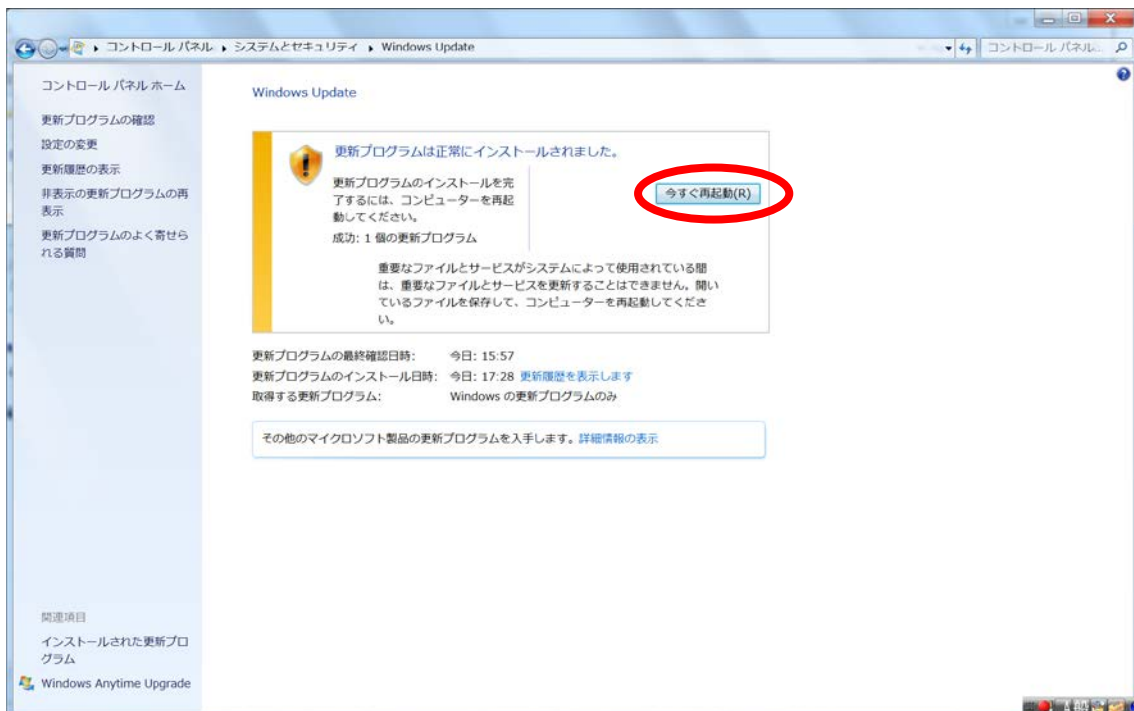 コントロール パネル ▸ システムとセキュリティ ▸ Windows Update
コントロール パネル...
コントロール パネル ホーム
更新プログラムの確認
設定の変更
更新履歴の表示
非表示の更新プログラムの再
表示
更新プログラムのよく寄せら
れる質問
Windows Update
更新プログラムは正常にインストールされました。
更新プログラムのインストールを完
了するには、コンピューターを再起
動してください。
成功: 1 個の更新プログラム
今すぐ再起動(R)
重要なファイルとサービスがシステムによって使用されている間
は、重要なファイルとサービスを更新することはできません。開い
ているファイルを保存して、コンピューターを再起動してくださ
い。
更新プログラムの最終確認日時: 今日: 15:57
更新プログラムのインストール日時: 今日: 17:28 更新履歴を表示します
取得する更新プログラム: Windows の更新プログラムのみ
その他のマイクロソフト製品の更新プログラムを入手します。詳細情報の表示
関連項目
インストールされた更新プロ
グラム
Windows Anytime Upgrade